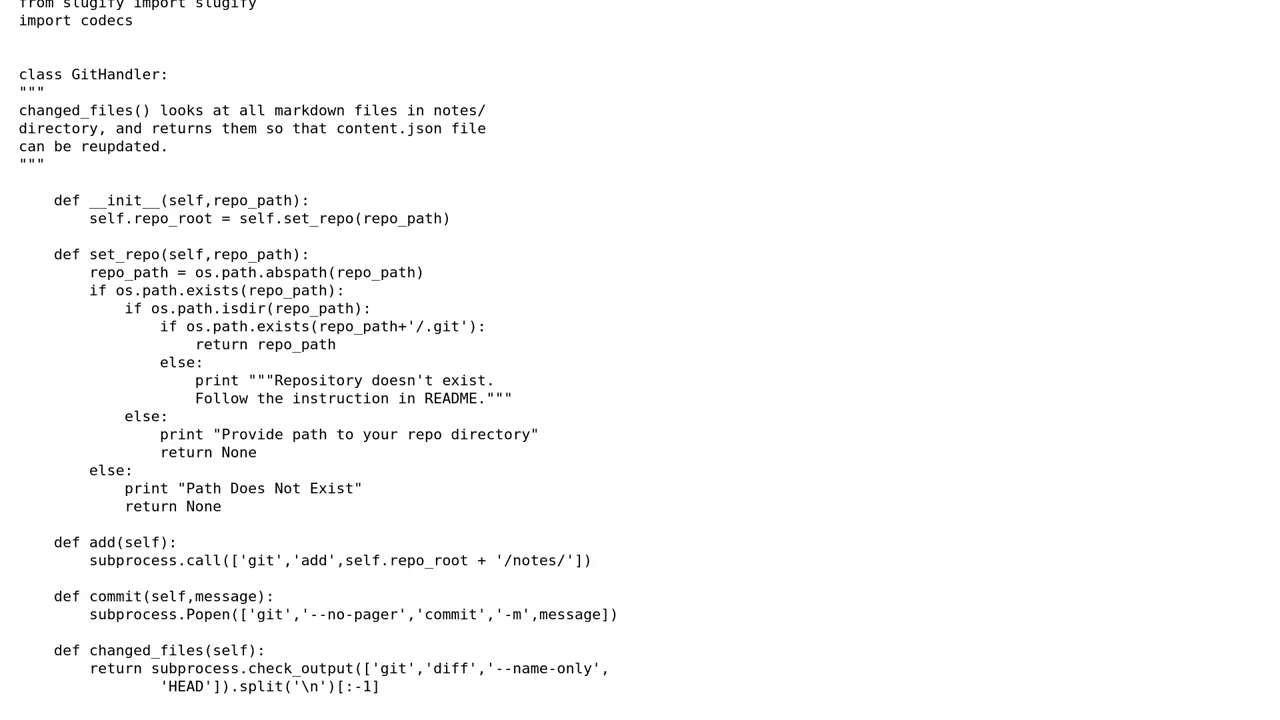 from slugify import slugify
import codecs


class GitHandler:
"""
changed_files() looks at all markdown files in notes/
directory, and returns them so that content.json file
can be reupdated.
"""

    def __init__(self,repo_path):
        self.repo_root = self.set_repo(repo_path)

    def set_repo(self,repo_path):
        repo_path = os.path.abspath(repo_path)
        if os.path.exists(repo_path):
            if os.path.isdir(repo_path):
                if os.path.exists(repo_path+'/.git'):
                    return repo_path
                else:
                    print """Repository doesn't exist.
                    Follow the instruction in README."""
            else:
                print "Provide path to your repo directory"
                return None
        else:
            print "Path Does Not Exist"
            return None

    def add(self):
        subprocess.call(['git','add',self.repo_root + '/notes/'])

    def commit(self,message):
        subprocess.Popen(['git','--no-pager','commit','-m',message])

    def changed_files(self):
        return subprocess.check_output(['git','diff','--name-only',
                'HEAD']).split('\n')[:-1]